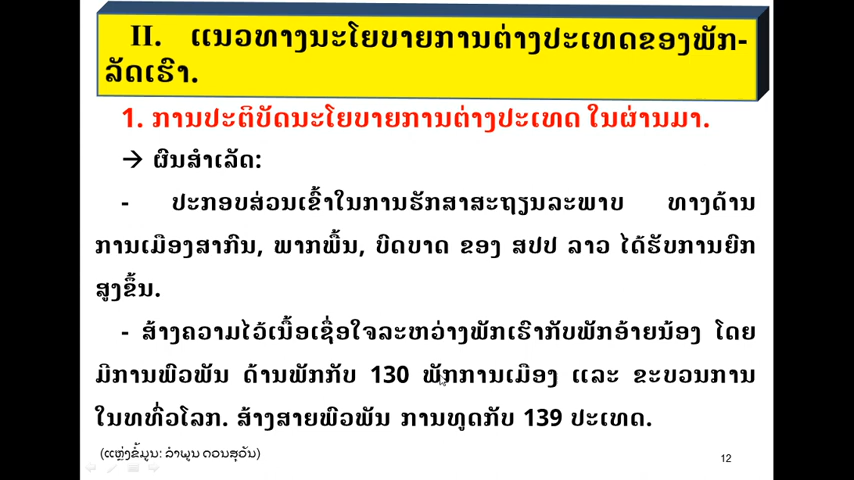 II. ແນວທາງນະໂຍບາຍການຕ່າງປະເທດຂອງພັກ-
ລັດເຮົາ.
1. ການປະຕິບັດນະໂຍບາຍການຕ່າງປະເທດ ໃນຜ່ານມາ.
→ ຜົນສໍາເລັດ:
- ປະກອບສ່ວນເຂົ້າໃນການຮັກສາສະຖຽນລະພາບ ທາງດ້ານ
ການເມືອງສາກົນ, ພາກພື້ນ, ບົດບາດ ຂອງ ສປປ ລາວ ໄດ້ຮັບການຍົກ
ສູງຂຶ້ນ.
- ສ້າງຄວາມໄວ້ເນື້ອເຊື່ອໃຈລະຫວ່າງພັກເຮົາກັບພັກອ້າຍນ້ອງ ໂດຍ
ມີການພົວພັນ ດ້ານພັກກັບ 130 ພັກການເມືອງ ແລະ ຂະບວນການ
ໃນທທົ່ວໂລກ. ສ້າງສາຍພົວພັນ ການທູດກັບ 139 ປະເທດ.
(ແຫຼ່ງຂໍ້ມູນ: ລໍາພູນ ດວນສຸວັນ)
12